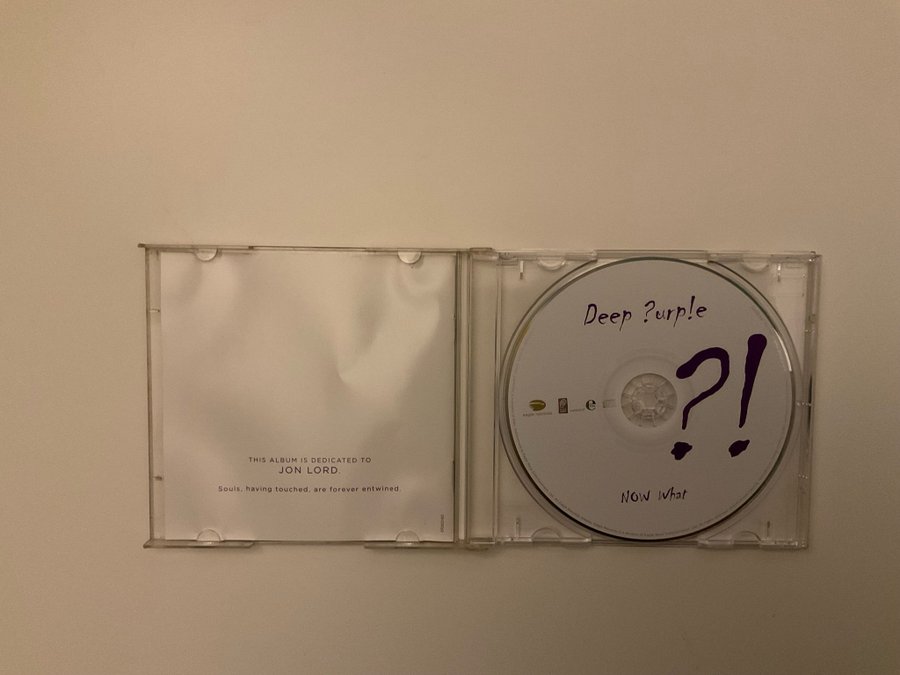 THIS ALBUM IS DEDICATED TO
JON LORD.
Souls, having touched, are forever entwined.
Deep ?urp!e
?!
NOW What